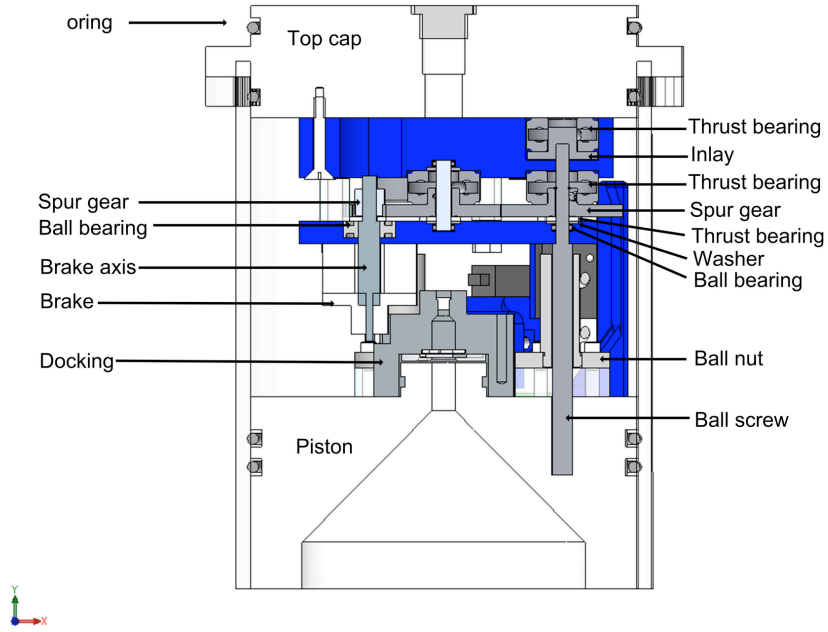 oring
Top cap
Thrust bearing
Inlay
Thrust bearing
Spur gear
Spur gear
Thrust bearing
Ball bearing
Washer
Ball bearing
Brake axis
Brake
Docking
Ball nut
Ball screw
Piston
Y
X